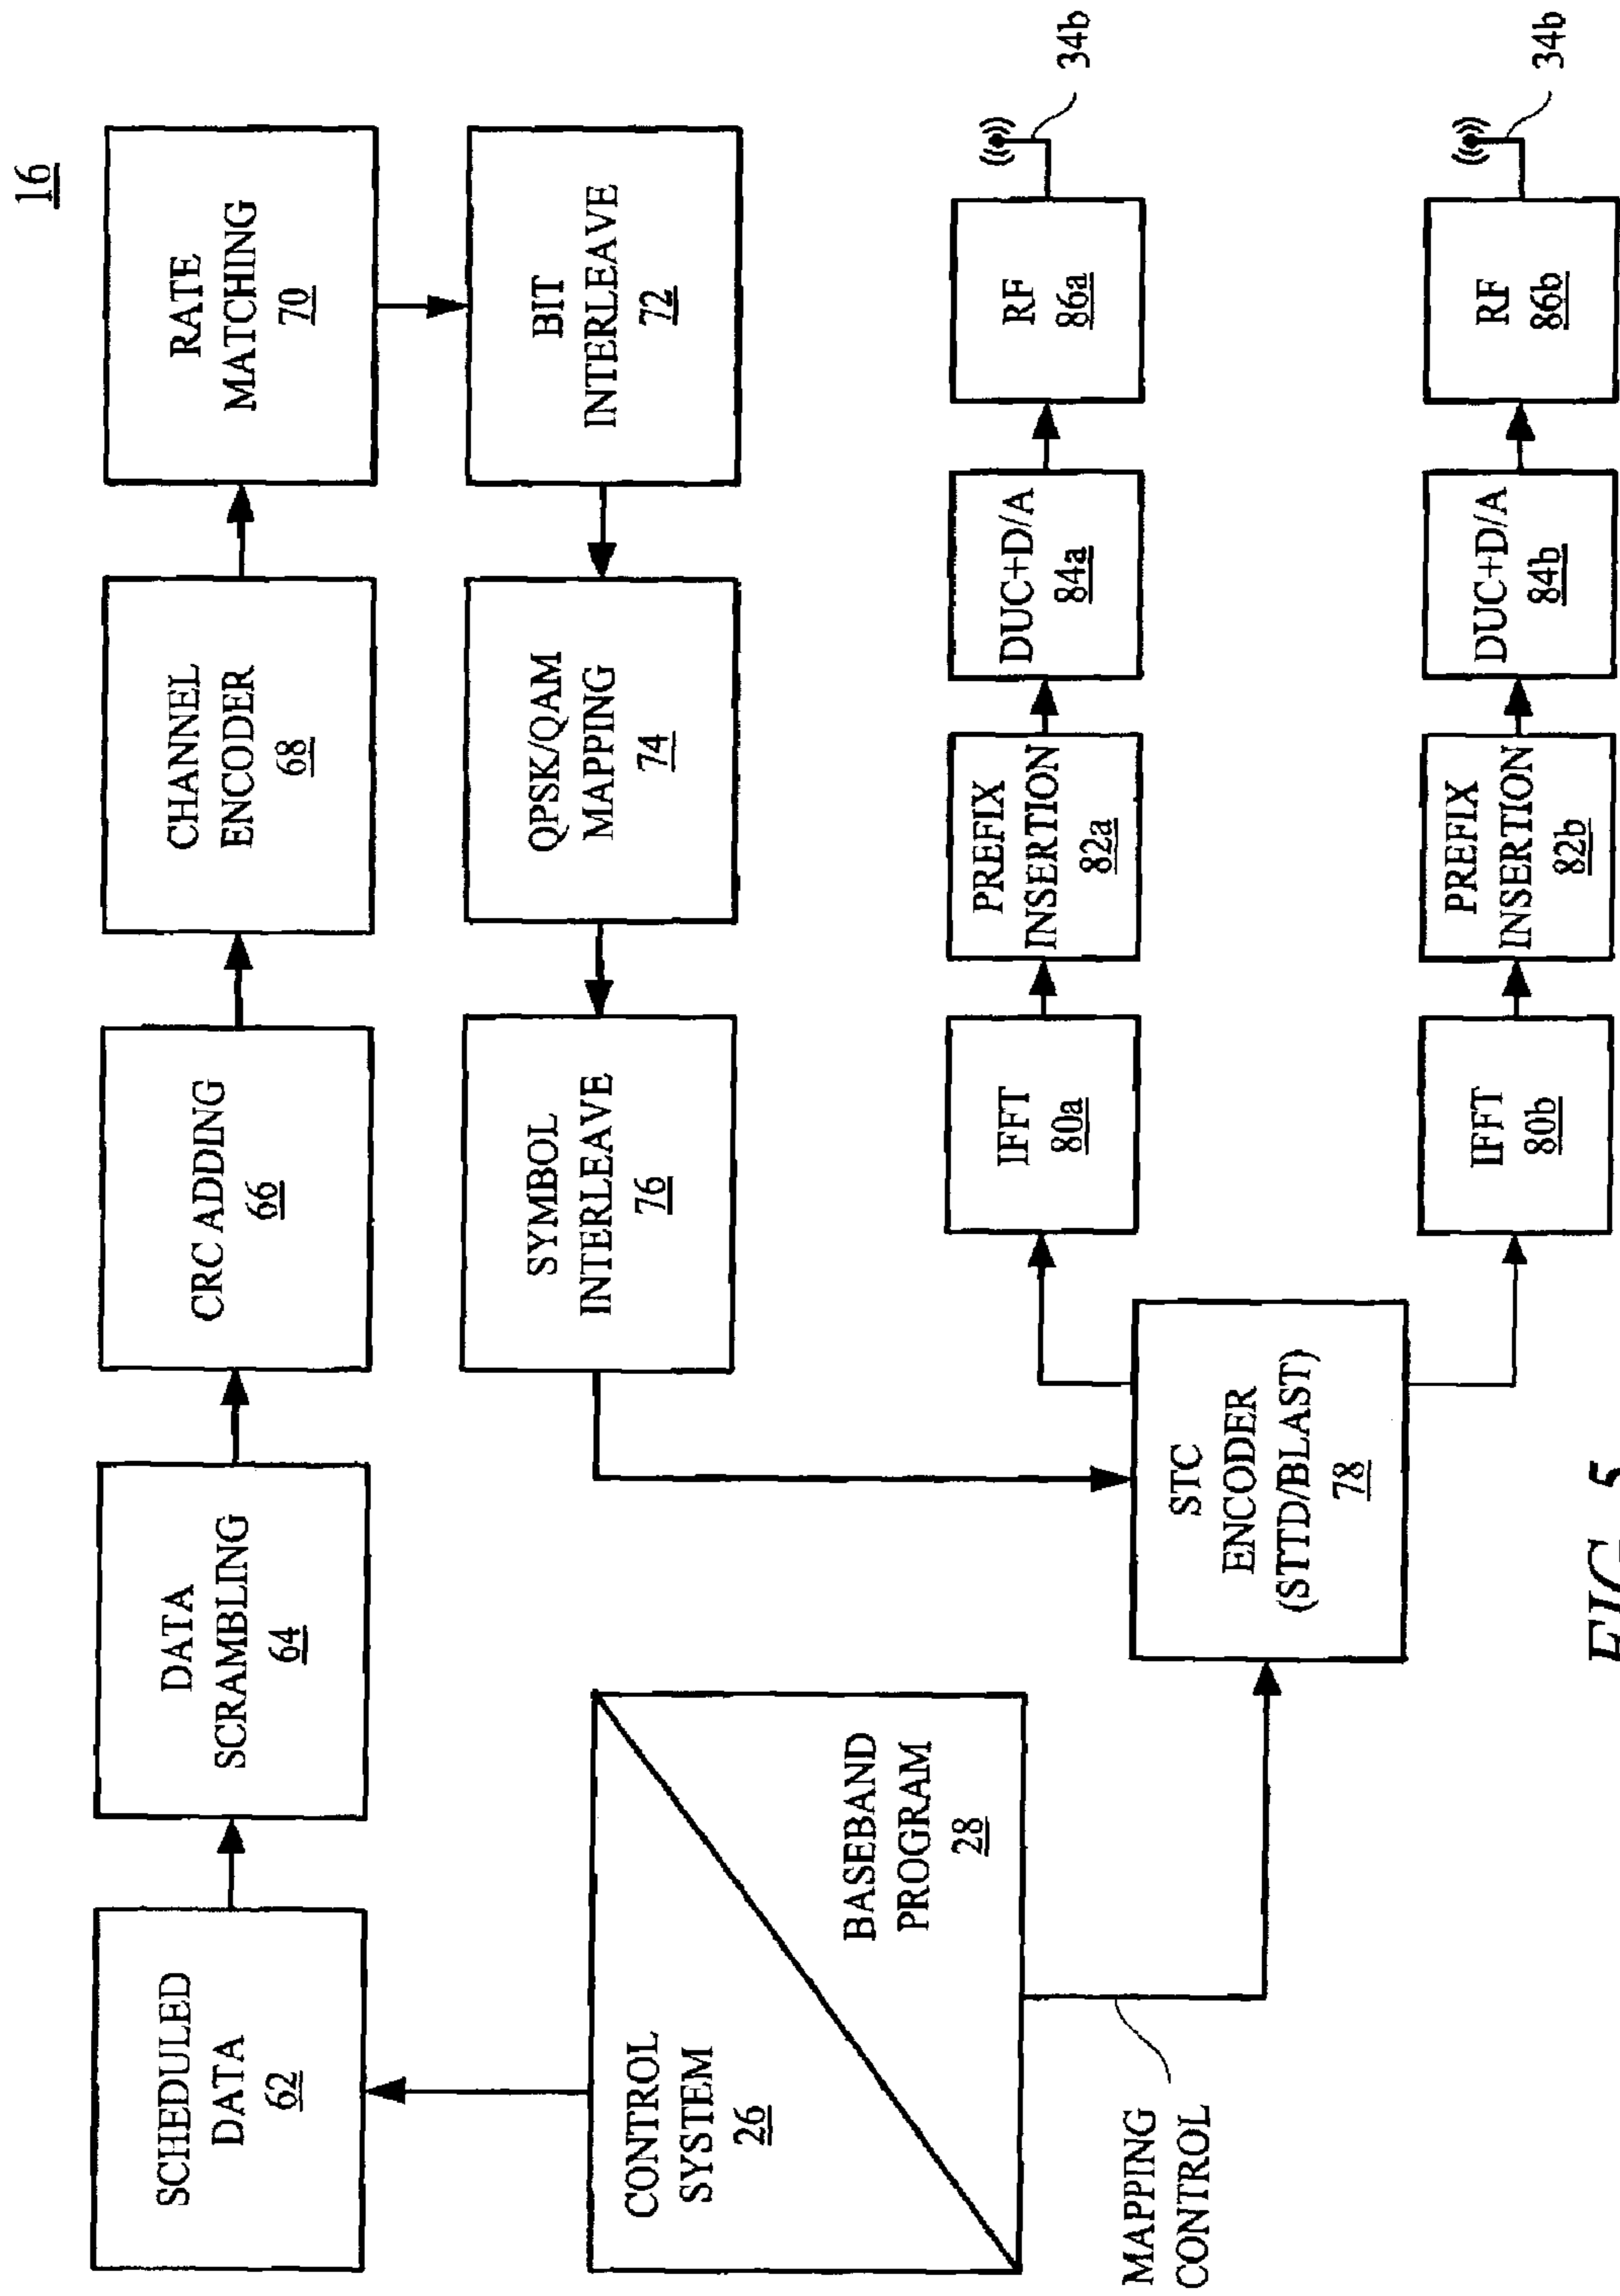 16
SCHEDULED
DATA
62
DATA
SCRAMBLING
64
CRC ADDING
66
CHANNEL
ENCODER
68
RATE
MATCHING
70
BIT
INTERLEAVE
72
QPSK/QAM
MAPPING
74
SYMBOL
INTERLEAVE
76
CONTROL
SYSTEM
26
BASEBAND
PROGRAM
28
MAPPING
CONTROL
STC
ENCODER
(STTD/BLAST)
78
IFFT
80a
PREFIX
INSERTION
82a
DUC+D/A
84a
RF
86a
34b
IFFT
80b
PREFIX
INSERTION
82b
DUC+D/A
84b
RF
86b
34b
FIG. 5